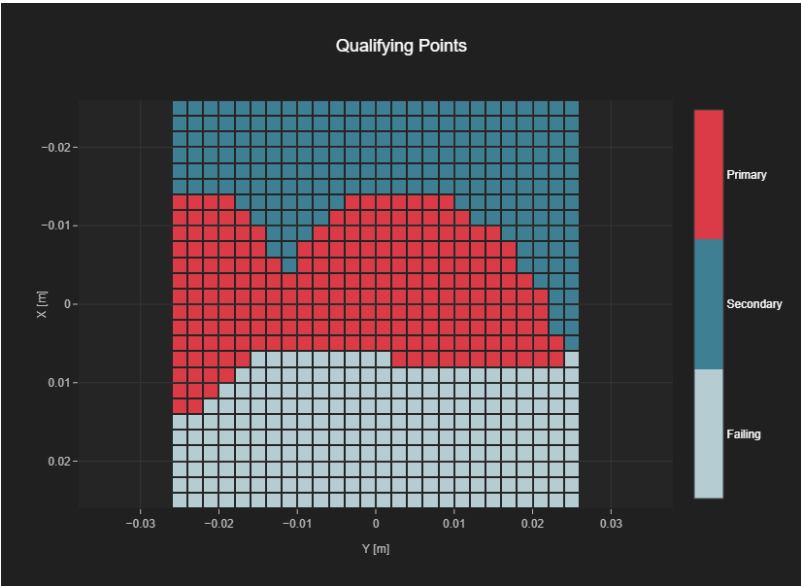 Qualifying Points
−0.02
−0.01
0
0.01
0.02
X [m]
−0.03
−0.02
−0.01
0
0.01
0.02
0.03
Y [m]
Primary
Secondary
Failing